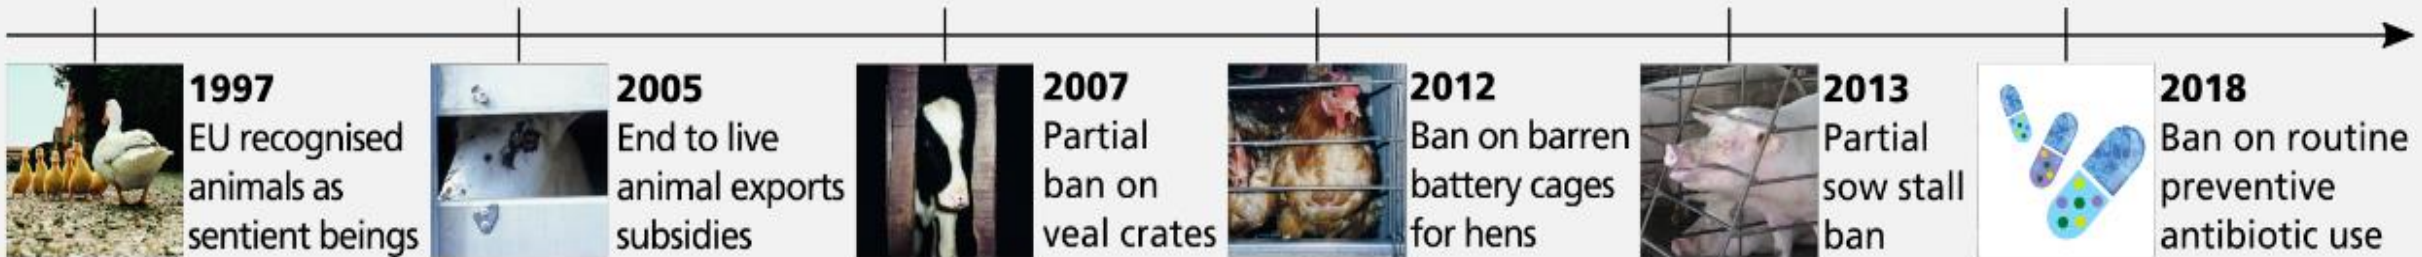 1997
EU recognised
animals as
sentient beings
2005
End to live
animal exports
subsidies
2007
Partial
ban on
veal crates
2012
Ban on barren
battery cages
for hens
2013
Partial
sow stall
ban
2018
Ban on routine
preventive
antibiotic use